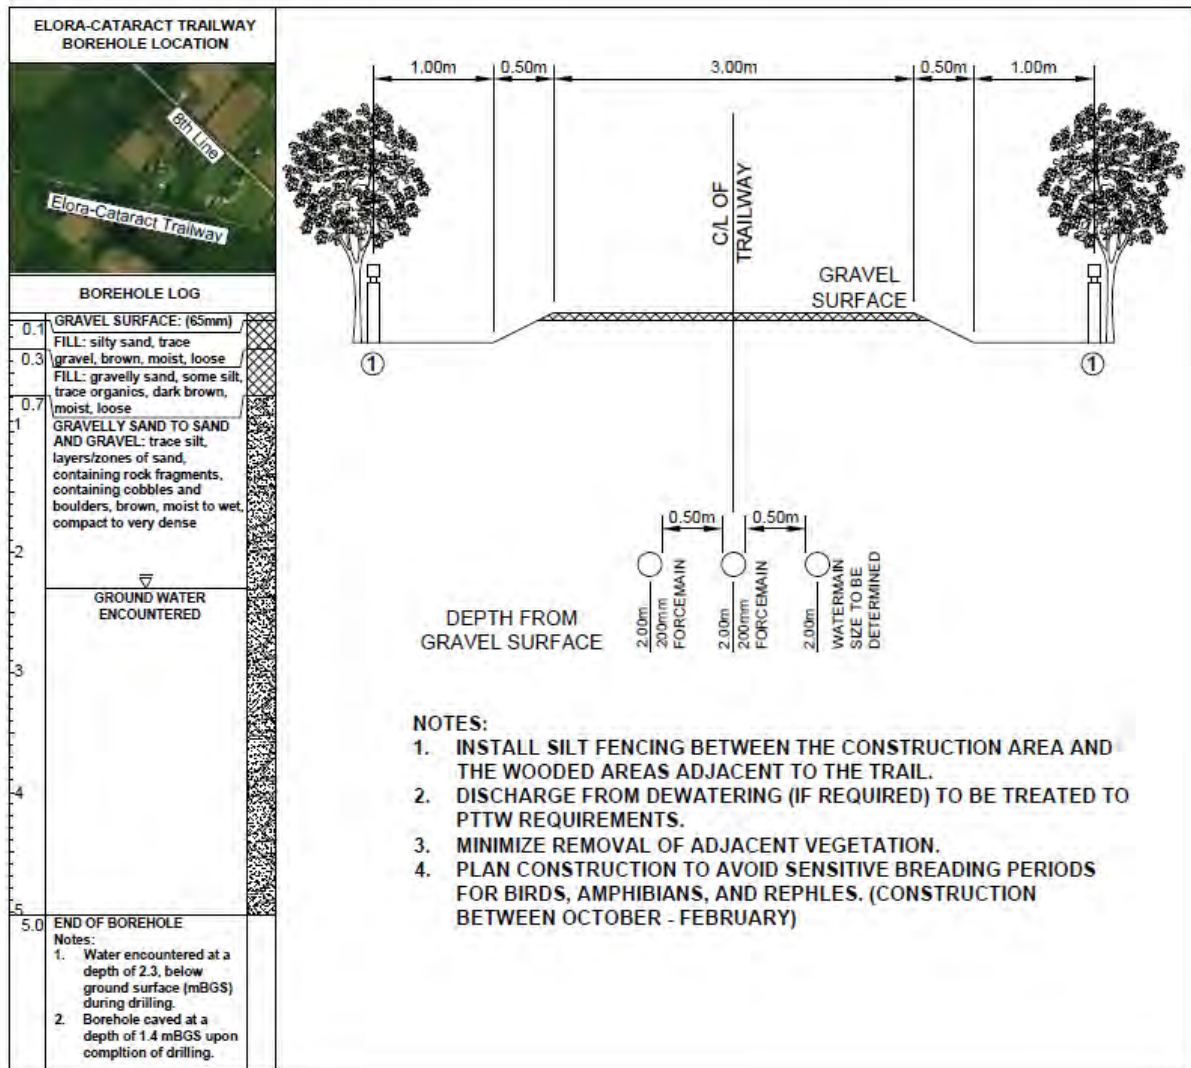 ELORA-CATARACT TRAILWAY
BOREHOLE LOCATION
8th Line
Elora-Cataract Trailway
BOREHOLE LOG
0.1
GRAVEL SURFACE: (65mm)
FILL: silty sand, trace
0.3
gravel, brown, moist, loose
FILL: gravelly sand, some silt,
trace organics, dark brown,
0.7
moist, loose
1
GRAVELLY SAND TO SAND
AND GRAVEL: trace silt,
layers/zones of sand,
containing rock fragments,
containing cobbles and
boulders, brown, moist to wet,
compact to very dense
2
GROUND WATER
ENCOUNTERED
3
4
5
5.0
END OF BOREHOLE
Notes:
1. Water encountered at a
depth of 2.3, below
ground surface (mBGS)
during drilling.
2. Borehole caved at a
depth of 1.4 mBGS upon
compltion of drilling.
1.00m 0.50m 3.00m 0.50m 1.00m
C/L OF
TRAILWAY
GRAVEL
SURFACE
1
1
0.50m 0.50m
DEPTH FROM
GRAVEL SURFACE
2.00m
200mm
FORCEMAIN
2.00m
200mm
FORCEMAIN
2.00m
WATERMAIN
SIZE TO BE
DETERMINED
NOTES:
1. INSTALL SILT FENCING BETWEEN THE CONSTRUCTION AREA AND
THE WOODED AREAS ADJACENT TO THE TRAIL.
2. DISCHARGE FROM DEWATERING (IF REQUIRED) TO BE TREATED TO
PTTW REQUIREMENTS.
3. MINIMIZE REMOVAL OF ADJACENT VEGETATION.
4. PLAN CONSTRUCTION TO AVOID SENSITIVE BREADING PERIODS
FOR BIRDS, AMPHIBIANS, AND REPHLES. (CONSTRUCTION
BETWEEN OCTOBER - FEBRUARY)